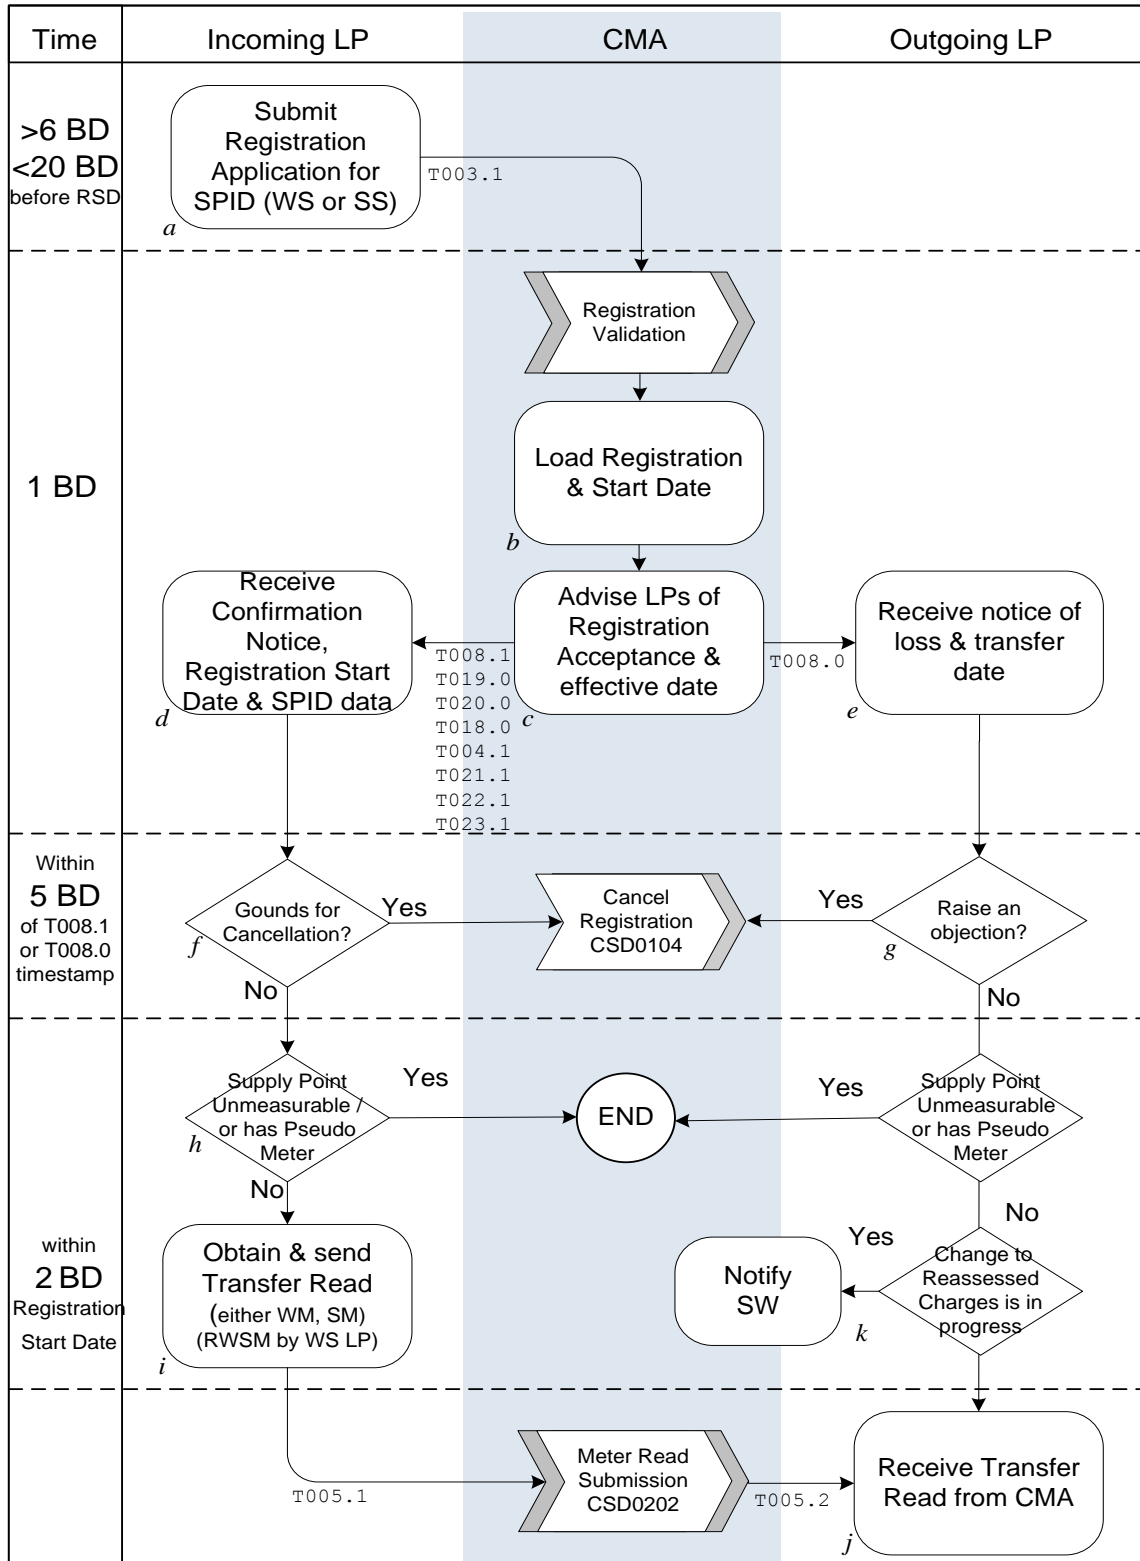 Time
Incoming LP
CMA
Outgoing LP
>6 BD
<20 BD
before RSD
Submit
Registration
Application for
SPID (WS or SS)
a
T003.1
1 BD
Registration
Validation
Load Registration
& Start Date
b
Receive
Confirmation
Notice,
Registration Start
Date & SPID data
d
Advise LPs of
Registration
Acceptance &
effective date
c
T008.1
T019.0
T020.0
T018.0
T004.1
T021.1
T022.1
T023.1
T008.0
Receive notice of
loss & transfer
date
e
Within
5 BD
of T008.1
or T008.0
timestamp
Gounds for
Cancellation?
f
Yes
No
Cancel
Registration
CSD0104
Yes
Raise an
objection?
g
No
within
2 BD
Registration
Start Date
Supply Point
Unmeasurable /
or has Pseudo
Meter
h
Yes
No
END
Yes
Supply Point
Unmeasurable
or has Pseudo
Meter
No
Obtain & send
Transfer Read
(either WM, SM)
(RWSM by WS LP)
i
Notify
SW
Yes
k
Change to
Reassessed
Charges is in
progress
T005.1
Meter Read
Submission
CSD0202
T005.2
Receive Transfer
Read from CMA
j